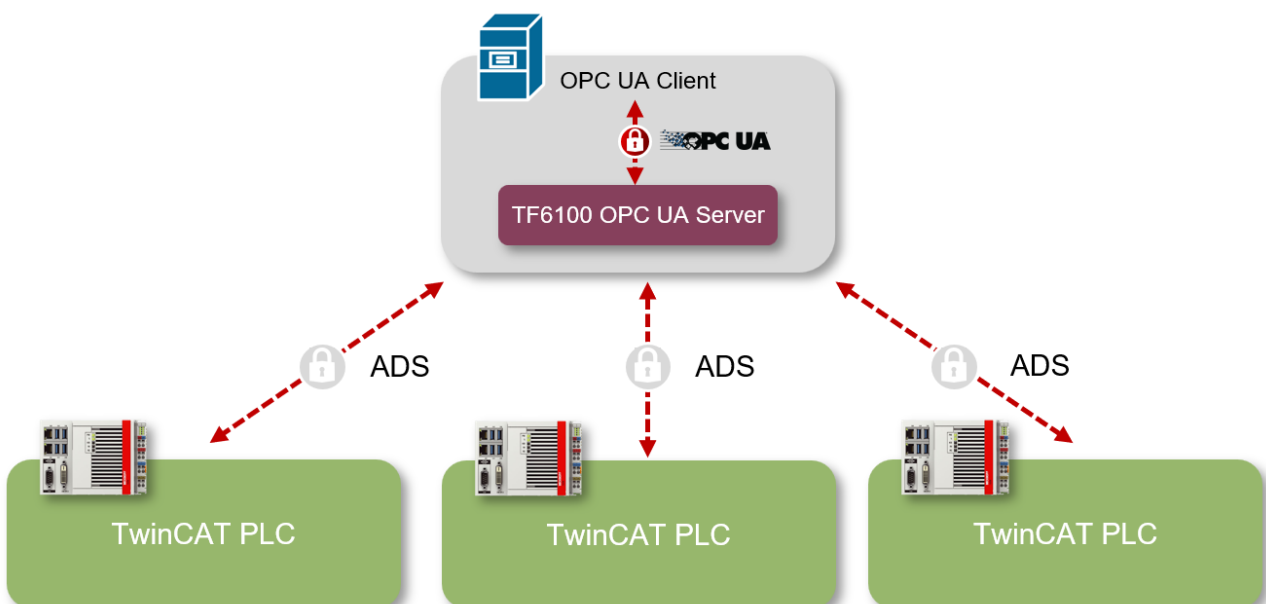 OPC UA Client
OPC UA
TF6100 OPC UA Server
ADS
ADS
ADS
TwinCAT PLC
TwinCAT PLC
TwinCAT PLC